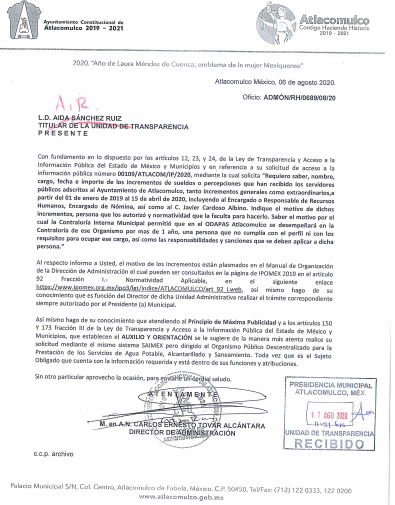 Ayuntamiento Constitucional de
Atlacomulco 2019 - 2021
Atlacomulco
Contigo Haciendo Historia
2019 - 2021
2020. "Año de Laura Méndez de Cuenca; emblema de la mujer Mexiquense"
Atlacomulco México, 06 de agosto 2020.
Oficio: ADMÓN/RH/0689/08/20
A.R.
L.D. AIDA SÁNCHEZ RUIZ
TITULAR DE LA UNIDAD DE TRANSPARENCIA
P R E S E N T E
Con fundamento en lo dispuesto por los artículos 12, 23, y 24, de la Ley de Transparencia y Acceso a la
Información Pública del Estado de México y Municipios y en referencia a su solicitud de acceso a la
información pública número 00109/ATLACOM/IP/2020, mediante la cual solicita "Requiero saber, nombre,
cargo, fecha e importe de los incrementos de sueldos o percepciones que han recibido los servidores
públicos adscritos al Ayuntamiento de Atlacomulco, tanto incrementos generales como extraordinarios,a
partir del 01 de enero de 2019 al 15 de abril de 2020, incluyendo al Encargado o Responsable de Recursos
Humanos, Encargado de Nómina, así como al C. Javier Cardoso Albino. Indique el motivo de dichos
incrementos, persona que los autorizó y normatividad que la faculta para hacerlo. Saber el motivo por el
cual la Contraloría Interna Municipal permitió que en el ODAPAS Atlacomulco se desempeñará en la
Contraloría de ese Organismo por mas de 1 año, una persona que no cumplía con el perfil ni con los
requisitos para ocupar ese cargo, así como las responsabilidades y sanciones que se deben aplicar a dicha
persona."
Al respecto informo a Usted, el motivo de los incrementos están plasmados en el Manual de Organización
de la Dirección de Administración el cual pueden ser consultados en la página de IPOMEX 2019 en el artículo
92 Fracción I: Normatividad Aplicable, en el siguiente enlace
https://www.ipomex.org.mx/ipo3/lgt/indice/ATLACOMULCO/art_92_i.web, así mismo hago de su
conocimiento que es función del Director de dicha Unidad Administrativa realizar el trámite correspondiente
siempre autorizado por el Presidente (a) Municipal.
Así mismo hago de su conocimiento que atendiendo al Principio de Máxima Publicidad y a los artículos 150
Y 173 fracción III de la Ley de Transparencia y Acceso a la Información Pública del Estado de México y
Municipios, que establecen el AUXILIO Y ORIENTACIÓN se le sugiere de la manera más atenta realice su
solicitud mediante el mismo sistema SAIMEX pero dirigido al Organismo Público Descentralizado para la
Prestación de los Servicios de Agua Potable, Alcantarillado y Saneamiento. Toda vez que es el Sujeto
Obligado que cuenta con la información requerida y está dentro de sus funciones y atribuciones.
Sin otro particular aprovecho la ocasión, para enviarle un cordial saludo.
A T E N T A M E N T E
M. en A.N. CARLOS ERNESTO TOVAR ALCÁNTARA
DIRECTOR DE ADMINISTRACIÓN
PRESIDENCIA MUNICIPAL
ATLACOMULCO, MÉX.
11 AGO 2020
UNIDAD DE TRANSPARENCIA
RECIBIDO
c.c.p. archivo
Palacio Municipal S/N, Col. Centro, Atlacomulco de Fabela, México. C.P. 50450, Tel/Fax: (712) 122 0333, 122 0200
www.atlacomulco.gob.mx